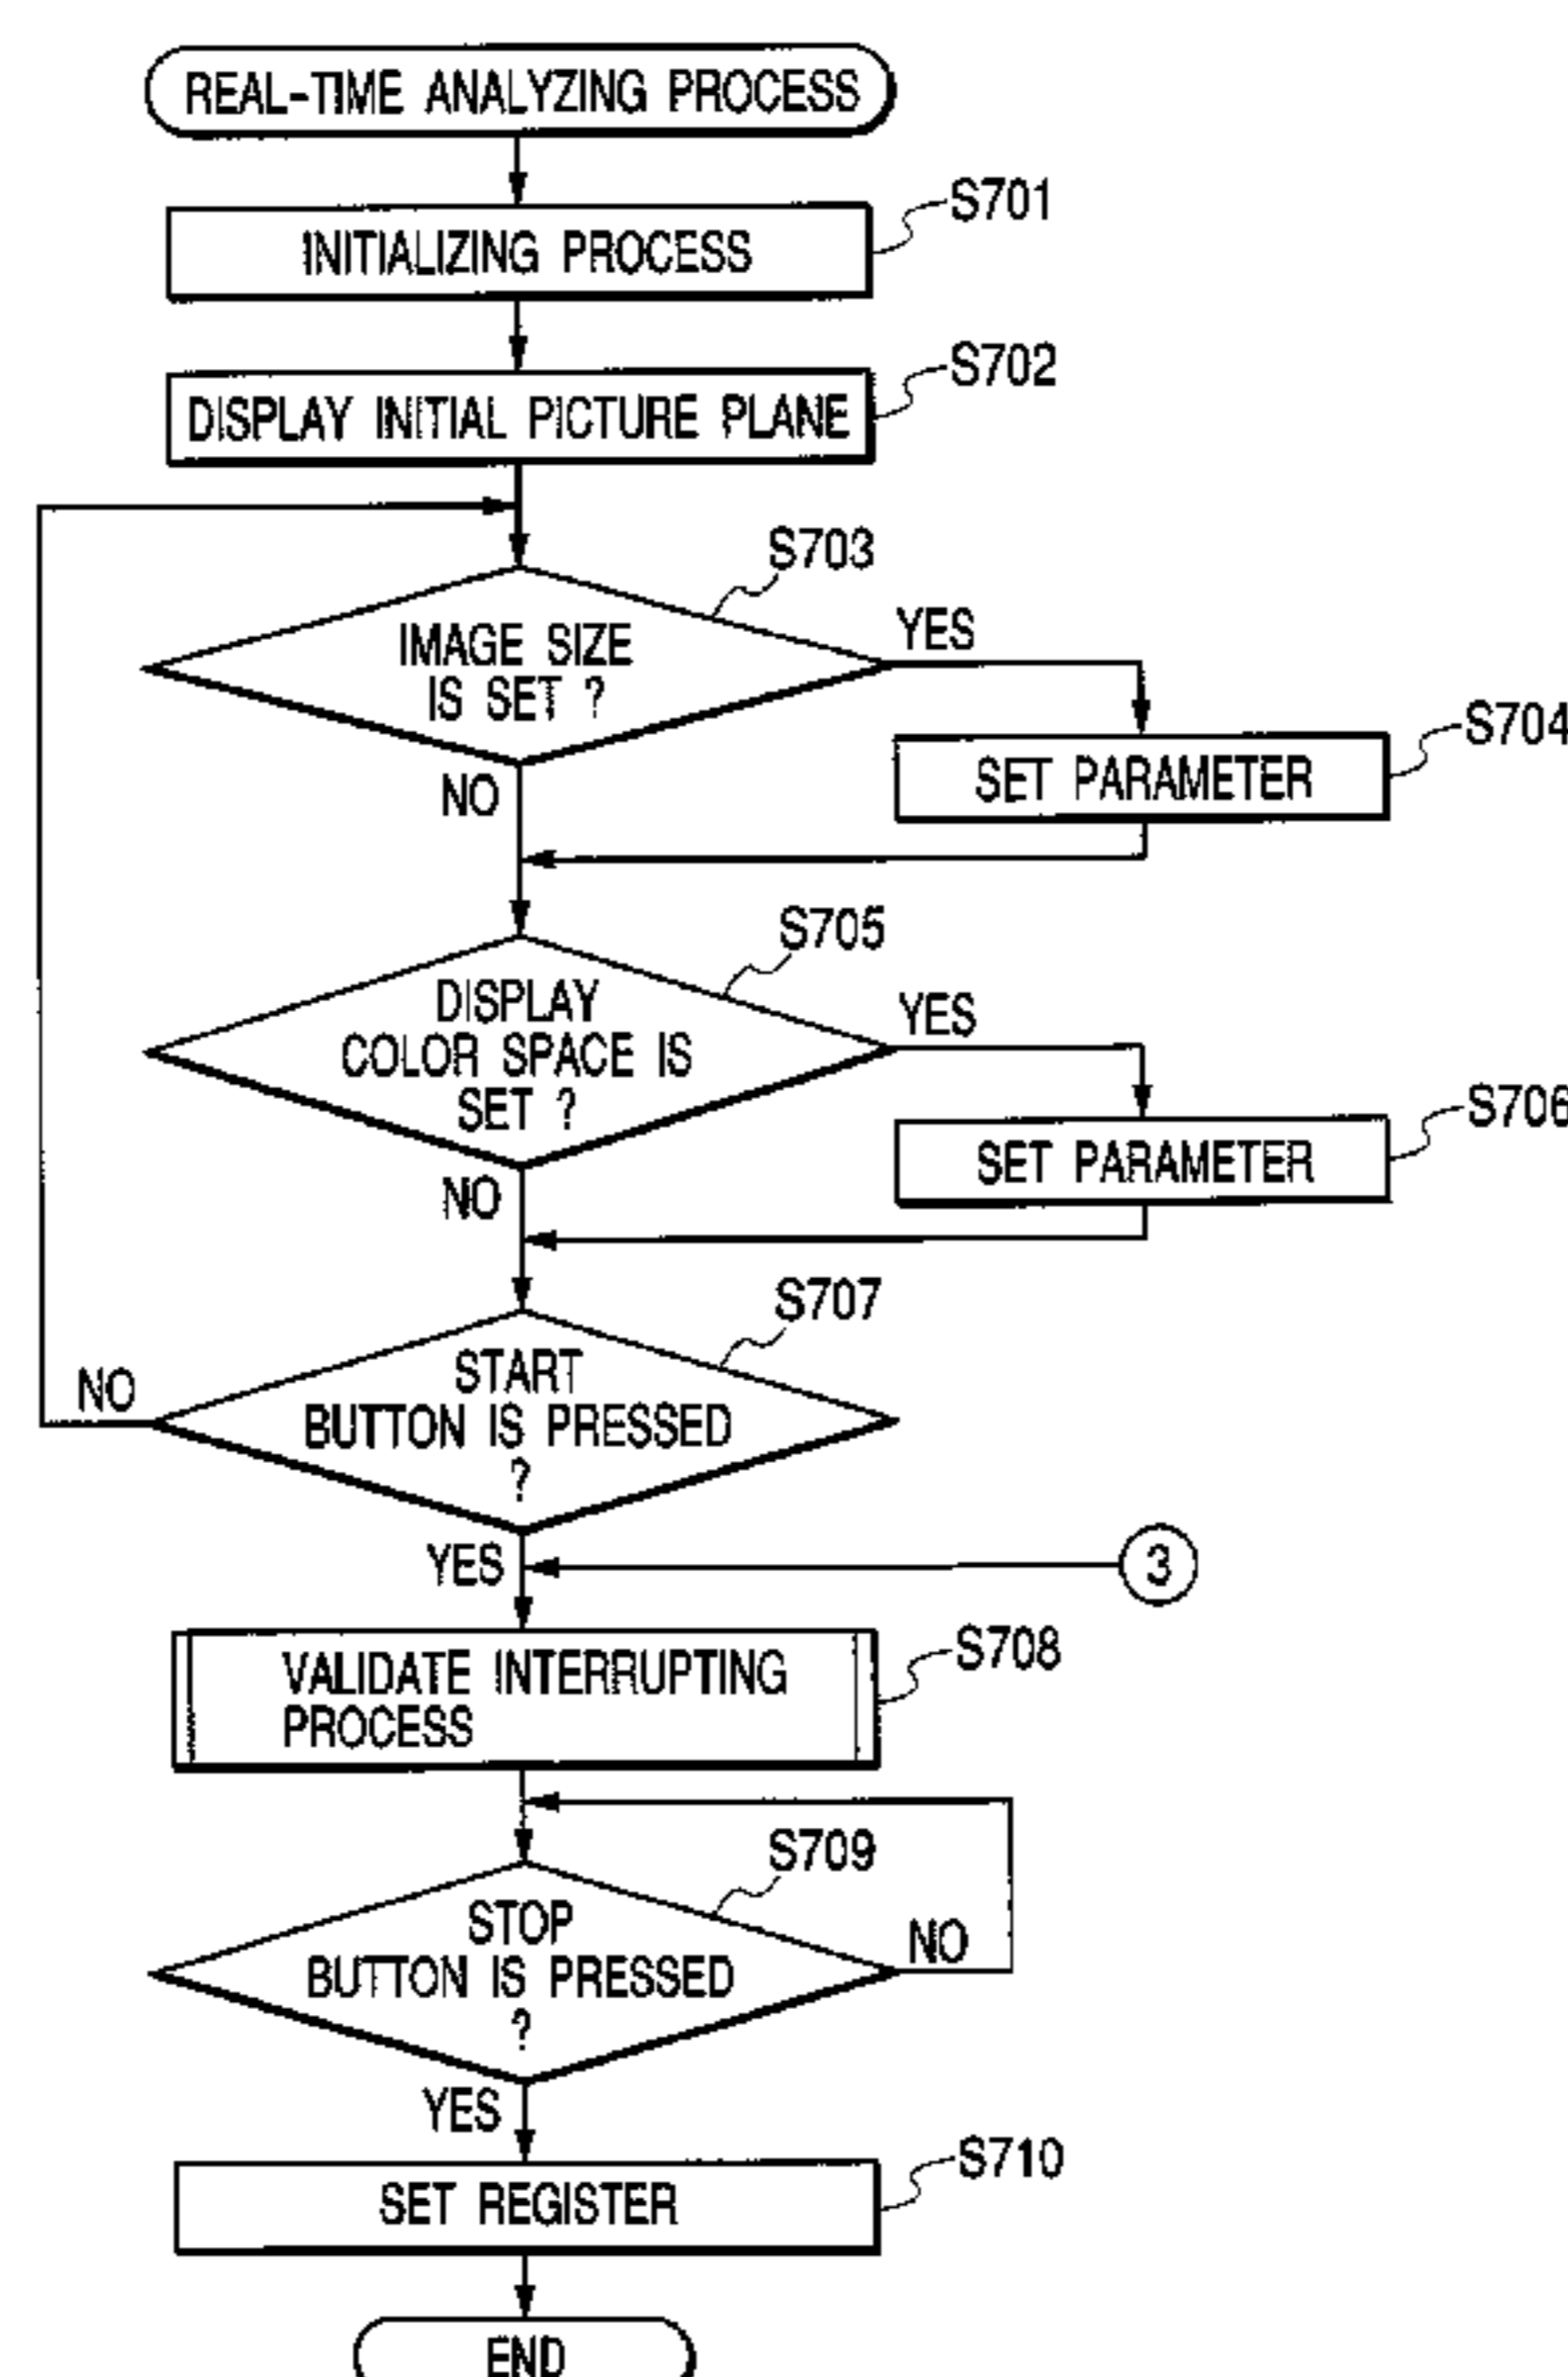 REAL-TIME ANALYZING PROCESS
S701
INITIALIZING PROCESS
S702
DISPLAY INITIAL PICTURE PLANE
S703
IMAGE SIZE
IS SET ?
YES
NO
S704
SET PARAMETER
S705
DISPLAY
COLOR SPACE IS
SET ?
YES
NO
S706
SET PARAMETER
S707
START
BUTTON IS PRESSED
?
NO
YES
3
S708
VALIDATE INTERRUPTING
PROCESS
S709
STOP
BUTTON IS PRESSED
?
NO
YES
S710
SET REGISTER
END